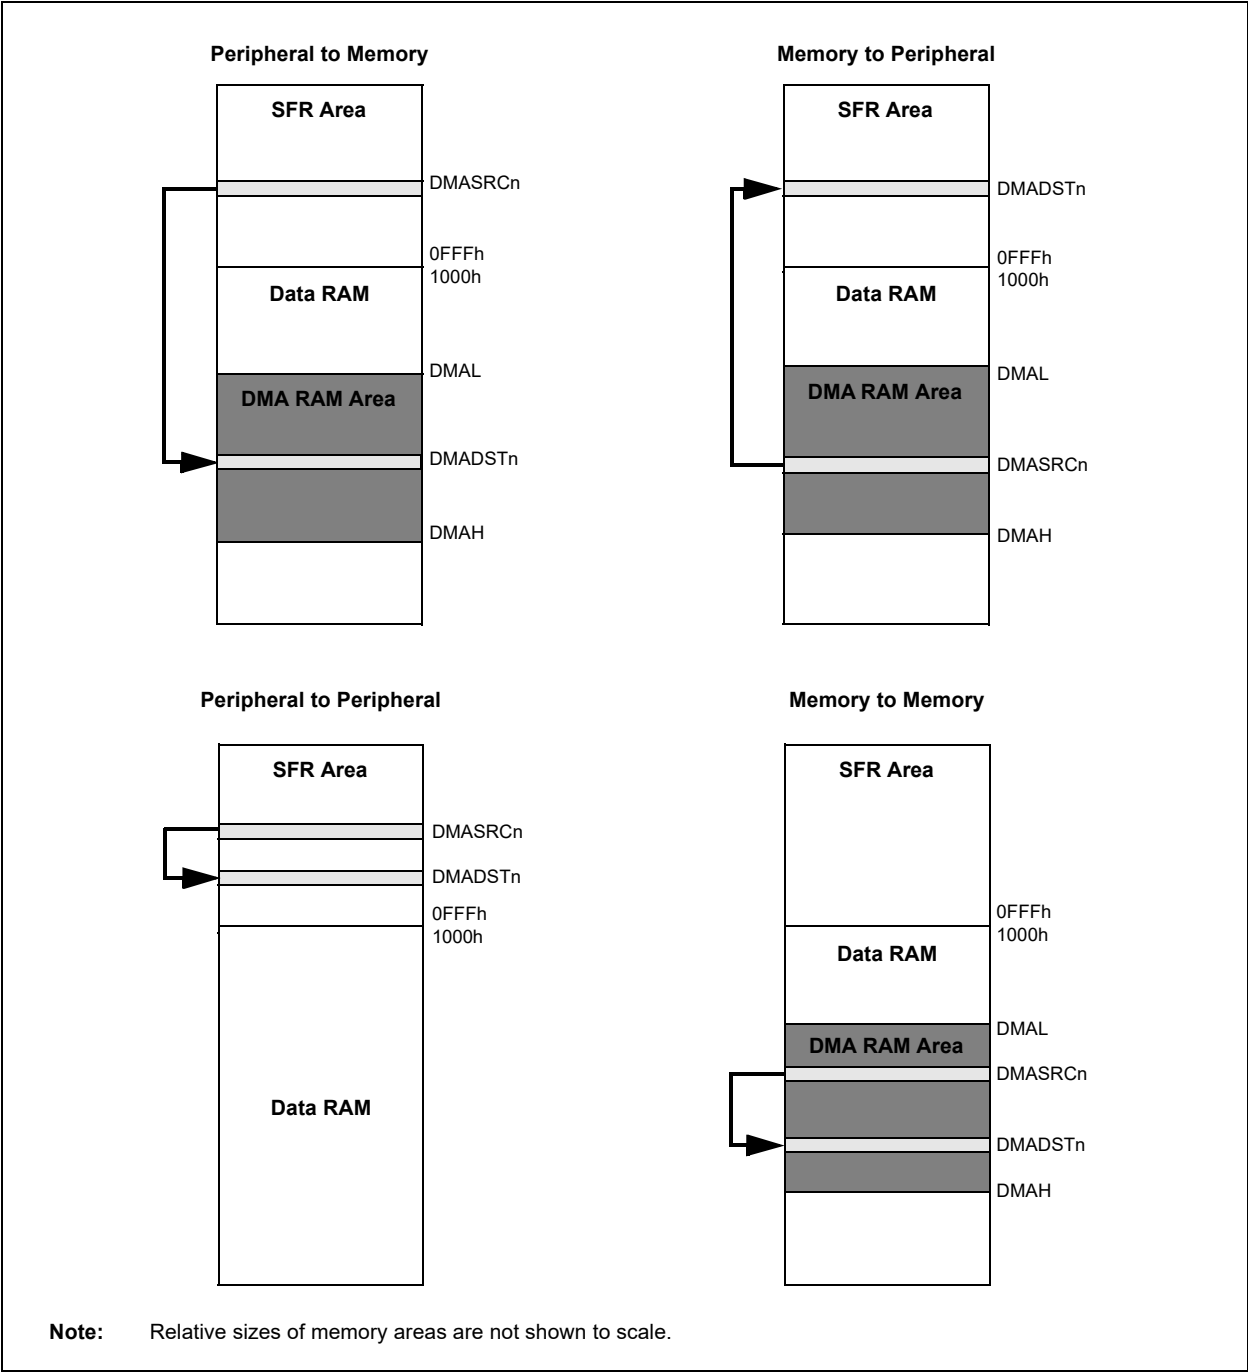 Peripheral to Memory
SFR Area
DMASRCn
0FFFh
1000h
Data RAM
DMAL
DMA RAM Area
DMADSTn
DMAH
Memory to Peripheral
SFR Area
DMADSTn
0FFFh
1000h
Data RAM
DMAL
DMA RAM Area
DMASRCn
DMAH
Peripheral to Peripheral
SFR Area
DMASRCn
DMADSTn
0FFFh
1000h
Data RAM
Memory to Memory
SFR Area
0FFFh
1000h
Data RAM
DMAL
DMA RAM Area
DMASRCn
DMADSTn
DMAH
Note: Relative sizes of memory areas are not shown to scale.